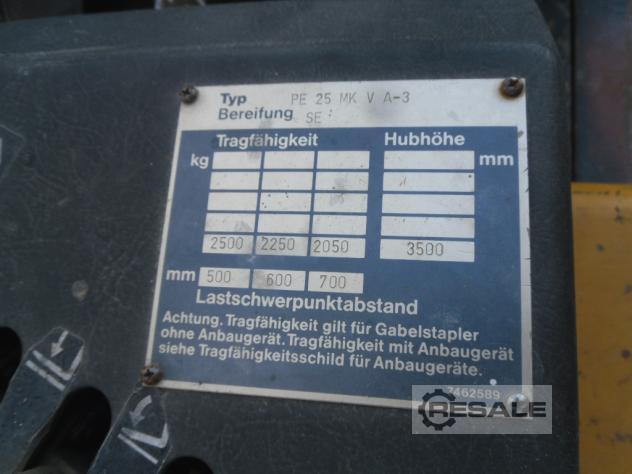 Typ PE 25 MK V A-3
Bereifung SE
Tragfähigkeit Hubhöhe
kg mm
2500 2250 2050 3500
mm 500 600 700
Lastschwerpunktabstand
Achtung. Tragfähigkeit gilt für Gabelstapler
ohne Anbaugerät. Tragfähigkeit mit Anbaugerät
siehe Tragfähigkeitsschild für Anbaugeräte.
7462589
RESALE